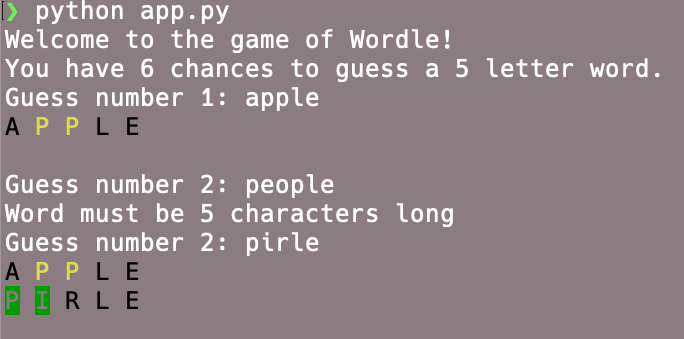 ❯ python app.py
Welcome to the game of Wordle!
You have 6 chances to guess a 5 letter word.
Guess number 1: apple
A P P L E
Guess number 2: people
Word must be 5 characters long
Guess number 2: pirle
A P P L E
P I R L E